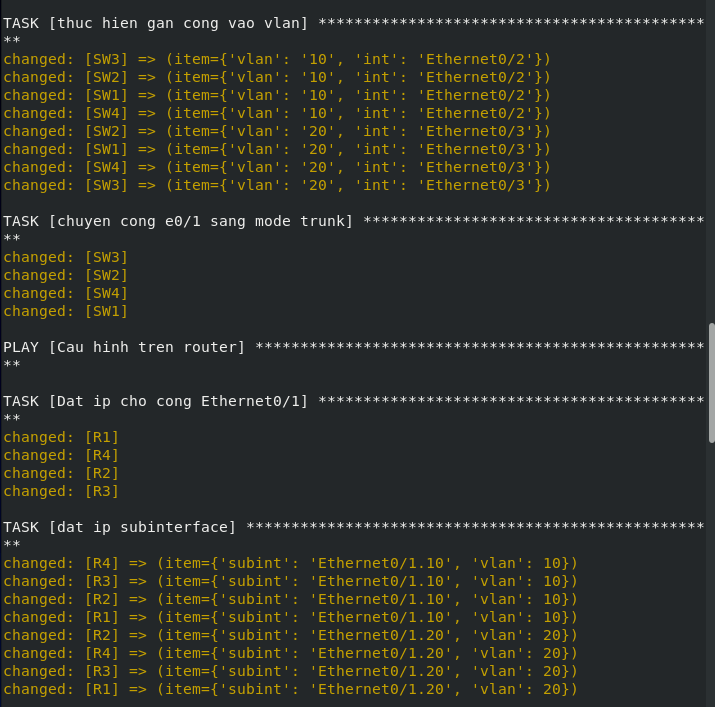 TASK [thuc hien gan cong vao vlan] *******************************************
**
changed: [SW3] => (item={'vlan': '10', 'int': 'Ethernet0/2'})
changed: [SW2] => (item={'vlan': '10', 'int': 'Ethernet0/2'})
changed: [SW1] => (item={'vlan': '10', 'int': 'Ethernet0/2'})
changed: [SW4] => (item={'vlan': '10', 'int': 'Ethernet0/2'})
changed: [SW2] => (item={'vlan': '20', 'int': 'Ethernet0/3'})
changed: [SW1] => (item={'vlan': '20', 'int': 'Ethernet0/3'})
changed: [SW4] => (item={'vlan': '20', 'int': 'Ethernet0/3'})
changed: [SW3] => (item={'vlan': '20', 'int': 'Ethernet0/3'})
TASK [chuyen cong e0/1 sang mode trunk] **************************************
**
changed: [SW3]
changed: [SW2]
changed: [SW4]
changed: [SW1]
PLAY [Cau hinh tren router] **************************************************
**
TASK [Dat ip cho cong Ethernet0/1] *******************************************
**
changed: [R1]
changed: [R4]
changed: [R2]
changed: [R3]
TASK [dat ip subinterface] ***************************************************
**
changed: [R4] => (item={'subint': 'Ethernet0/1.10', 'vlan': 10})
changed: [R3] => (item={'subint': 'Ethernet0/1.10', 'vlan': 10})
changed: [R2] => (item={'subint': 'Ethernet0/1.10', 'vlan': 10})
changed: [R1] => (item={'subint': 'Ethernet0/1.10', 'vlan': 10})
changed: [R2] => (item={'subint': 'Ethernet0/1.20', 'vlan': 20})
changed: [R4] => (item={'subint': 'Ethernet0/1.20', 'vlan': 20})
changed: [R3] => (item={'subint': 'Ethernet0/1.20', 'vlan': 20})
changed: [R1] => (item={'subint': 'Ethernet0/1.20', 'vlan': 20})